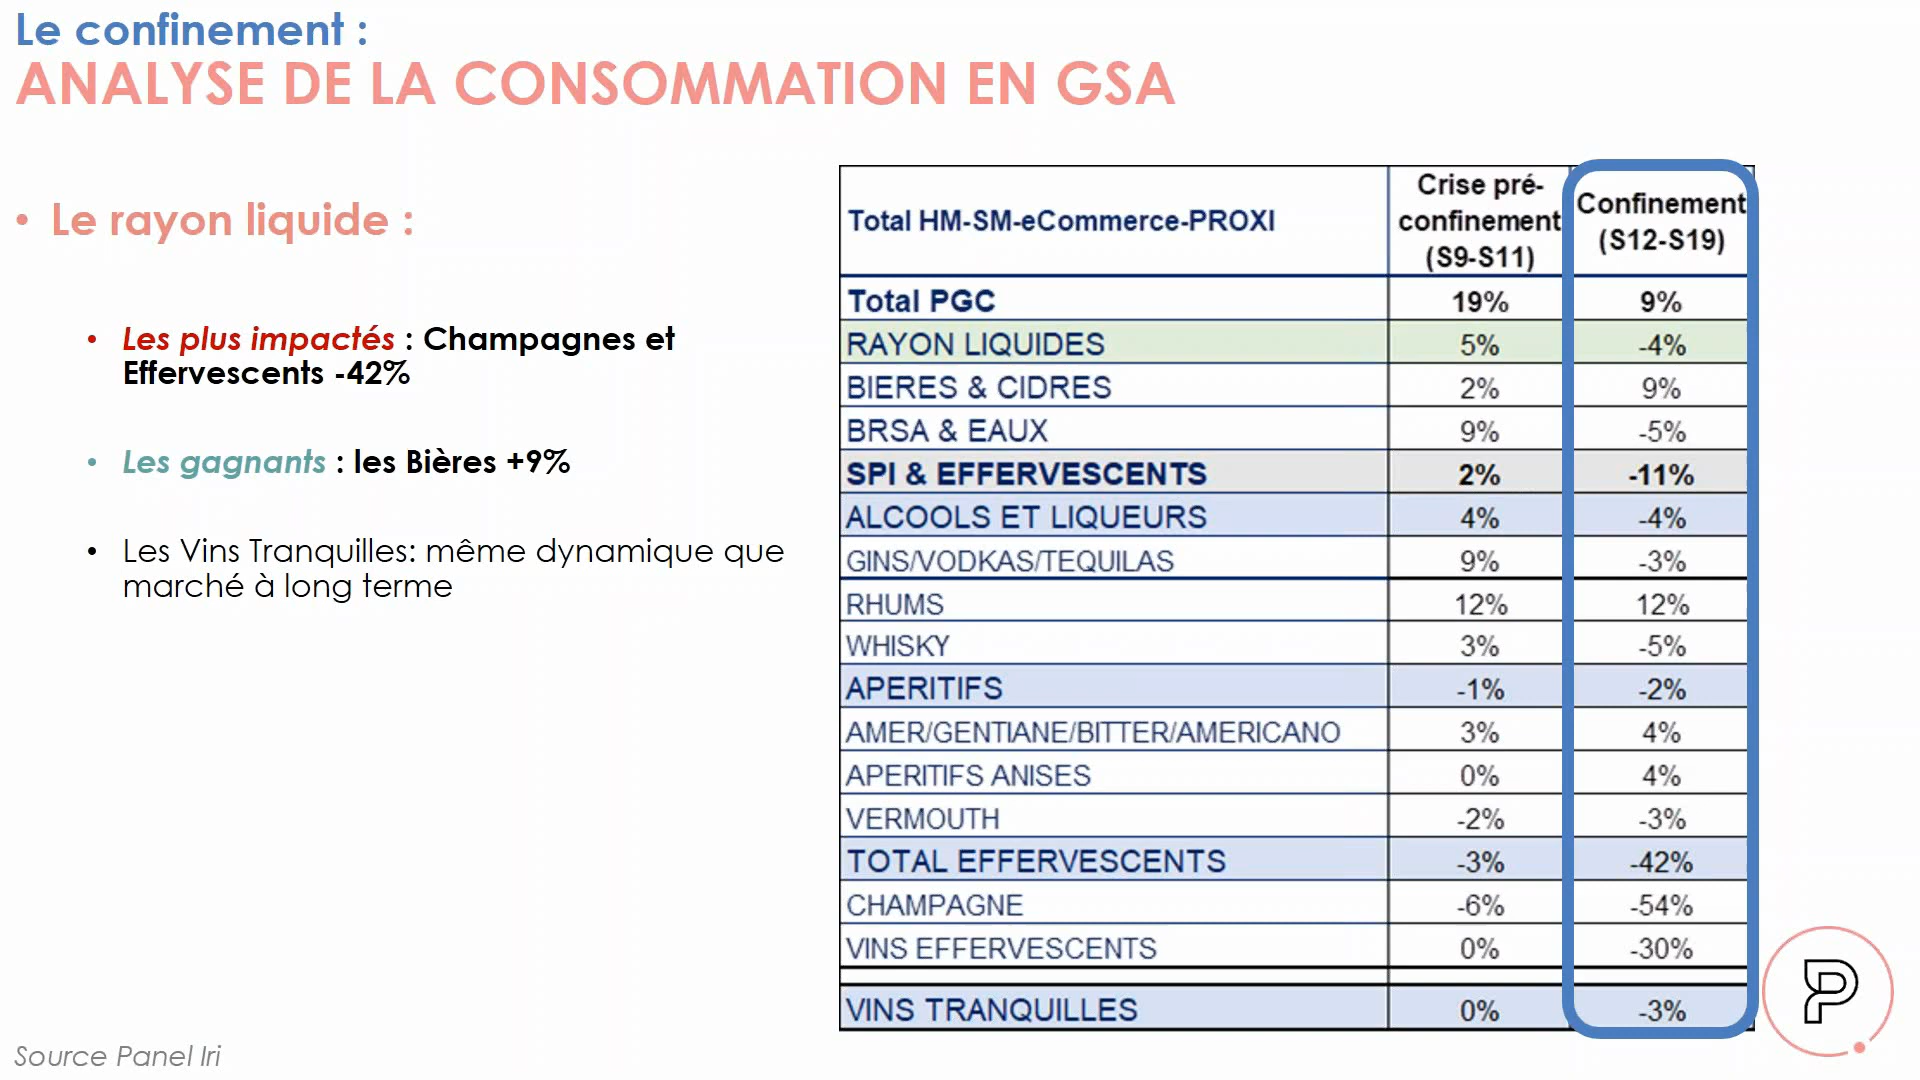 Le confinement :
ANALYSE DE LA CONSOMMATION EN GSA
• Le rayon liquide :
• Les plus impactés : Champagnes et
Effervescents -42%
• Les gagnants : les Bières +9%
• Les Vins Tranquilles: même dynamique que
marché à long terme
Total HM-SM-eCommerce-PROXI
Crise pré-
confinement
(S9-S11)
Confinement
(S12-S19)
Total PGC 19% 9%
RAYON LIQUIDES 5% -4%
BIERES & CIDRES 2% 9%
BRSA & EAUX 9% -5%
SPI & EFFERVESCENTS 2% -11%
ALCOOLS ET LIQUEURS 4% -4%
GINS/VODKAS/TEQUILAS 9% -3%
RHUMS 12% 12%
WHISKY 3% -5%
APERITIFS -1% -2%
AMER/GENTIANE/BITTER/AMERICANO 3% 4%
APERITIFS ANISES 0% 4%
VERMOUTH -2% -3%
TOTAL EFFERVESCENTS -3% -42%
CHAMPAGNE -6% -54%
VINS EFFERVESCENTS 0% -30%
VINS TRANQUILLES 0% -3%
P
Source Panel Iri